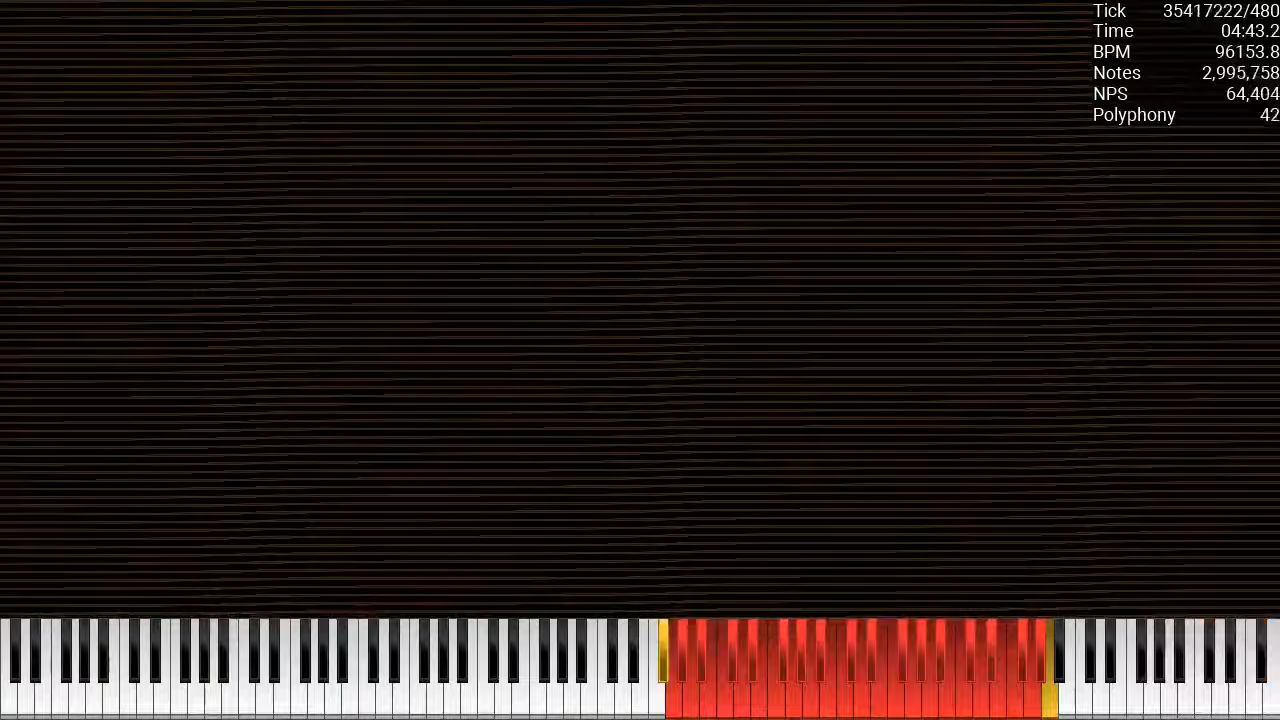 Tick 35417222/480
Time 04:43.2
BPM 96153.8
Notes 2,995,758
NPS 64,404
Polyphony 42